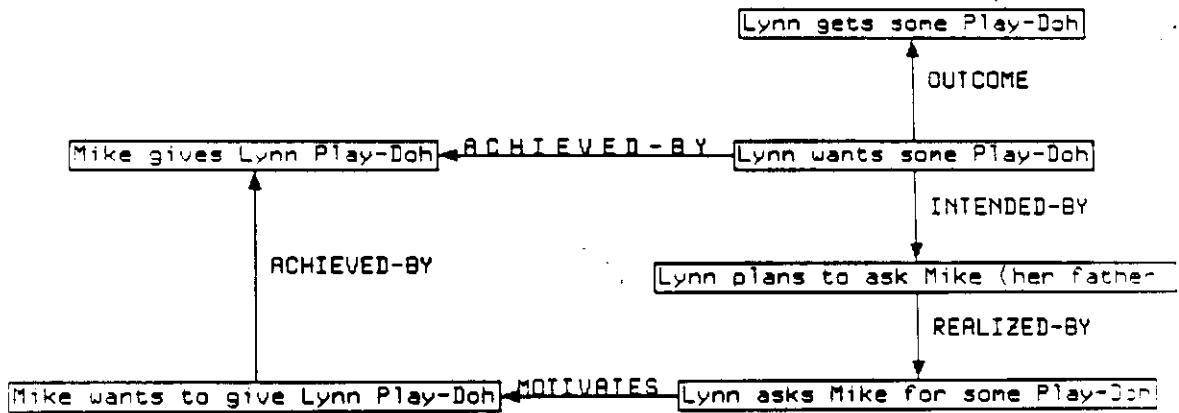 Lynn gets some Play-Doh
OUTCOME
Mike gives Lynn Play-Doh
ACHIEVED-BY
Lynn wants some Play-Doh
INTENDED-BY
ACHIEVED-BY
Lynn plans to ask Mike (her father
REALIZED-BY
Mike wants to give Lynn Play-Doh
MOTIVATES
Lynn asks Mike for some Play-Doh